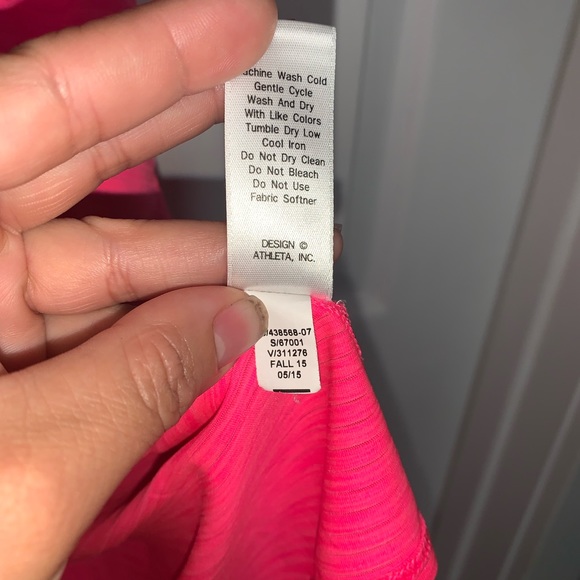 chine Wash Cold
Gentle Cycle
Wash And Dry
With Like Colors
Tumble Dry Low
Cool Iron
Do Not Dry Clean
Do Not Bleach
Do Not Use
Fabric Softner
DESIGN ©
ATHLETA, INC.
/438568-07
S/67001
V/311276
FALL 15
05/15